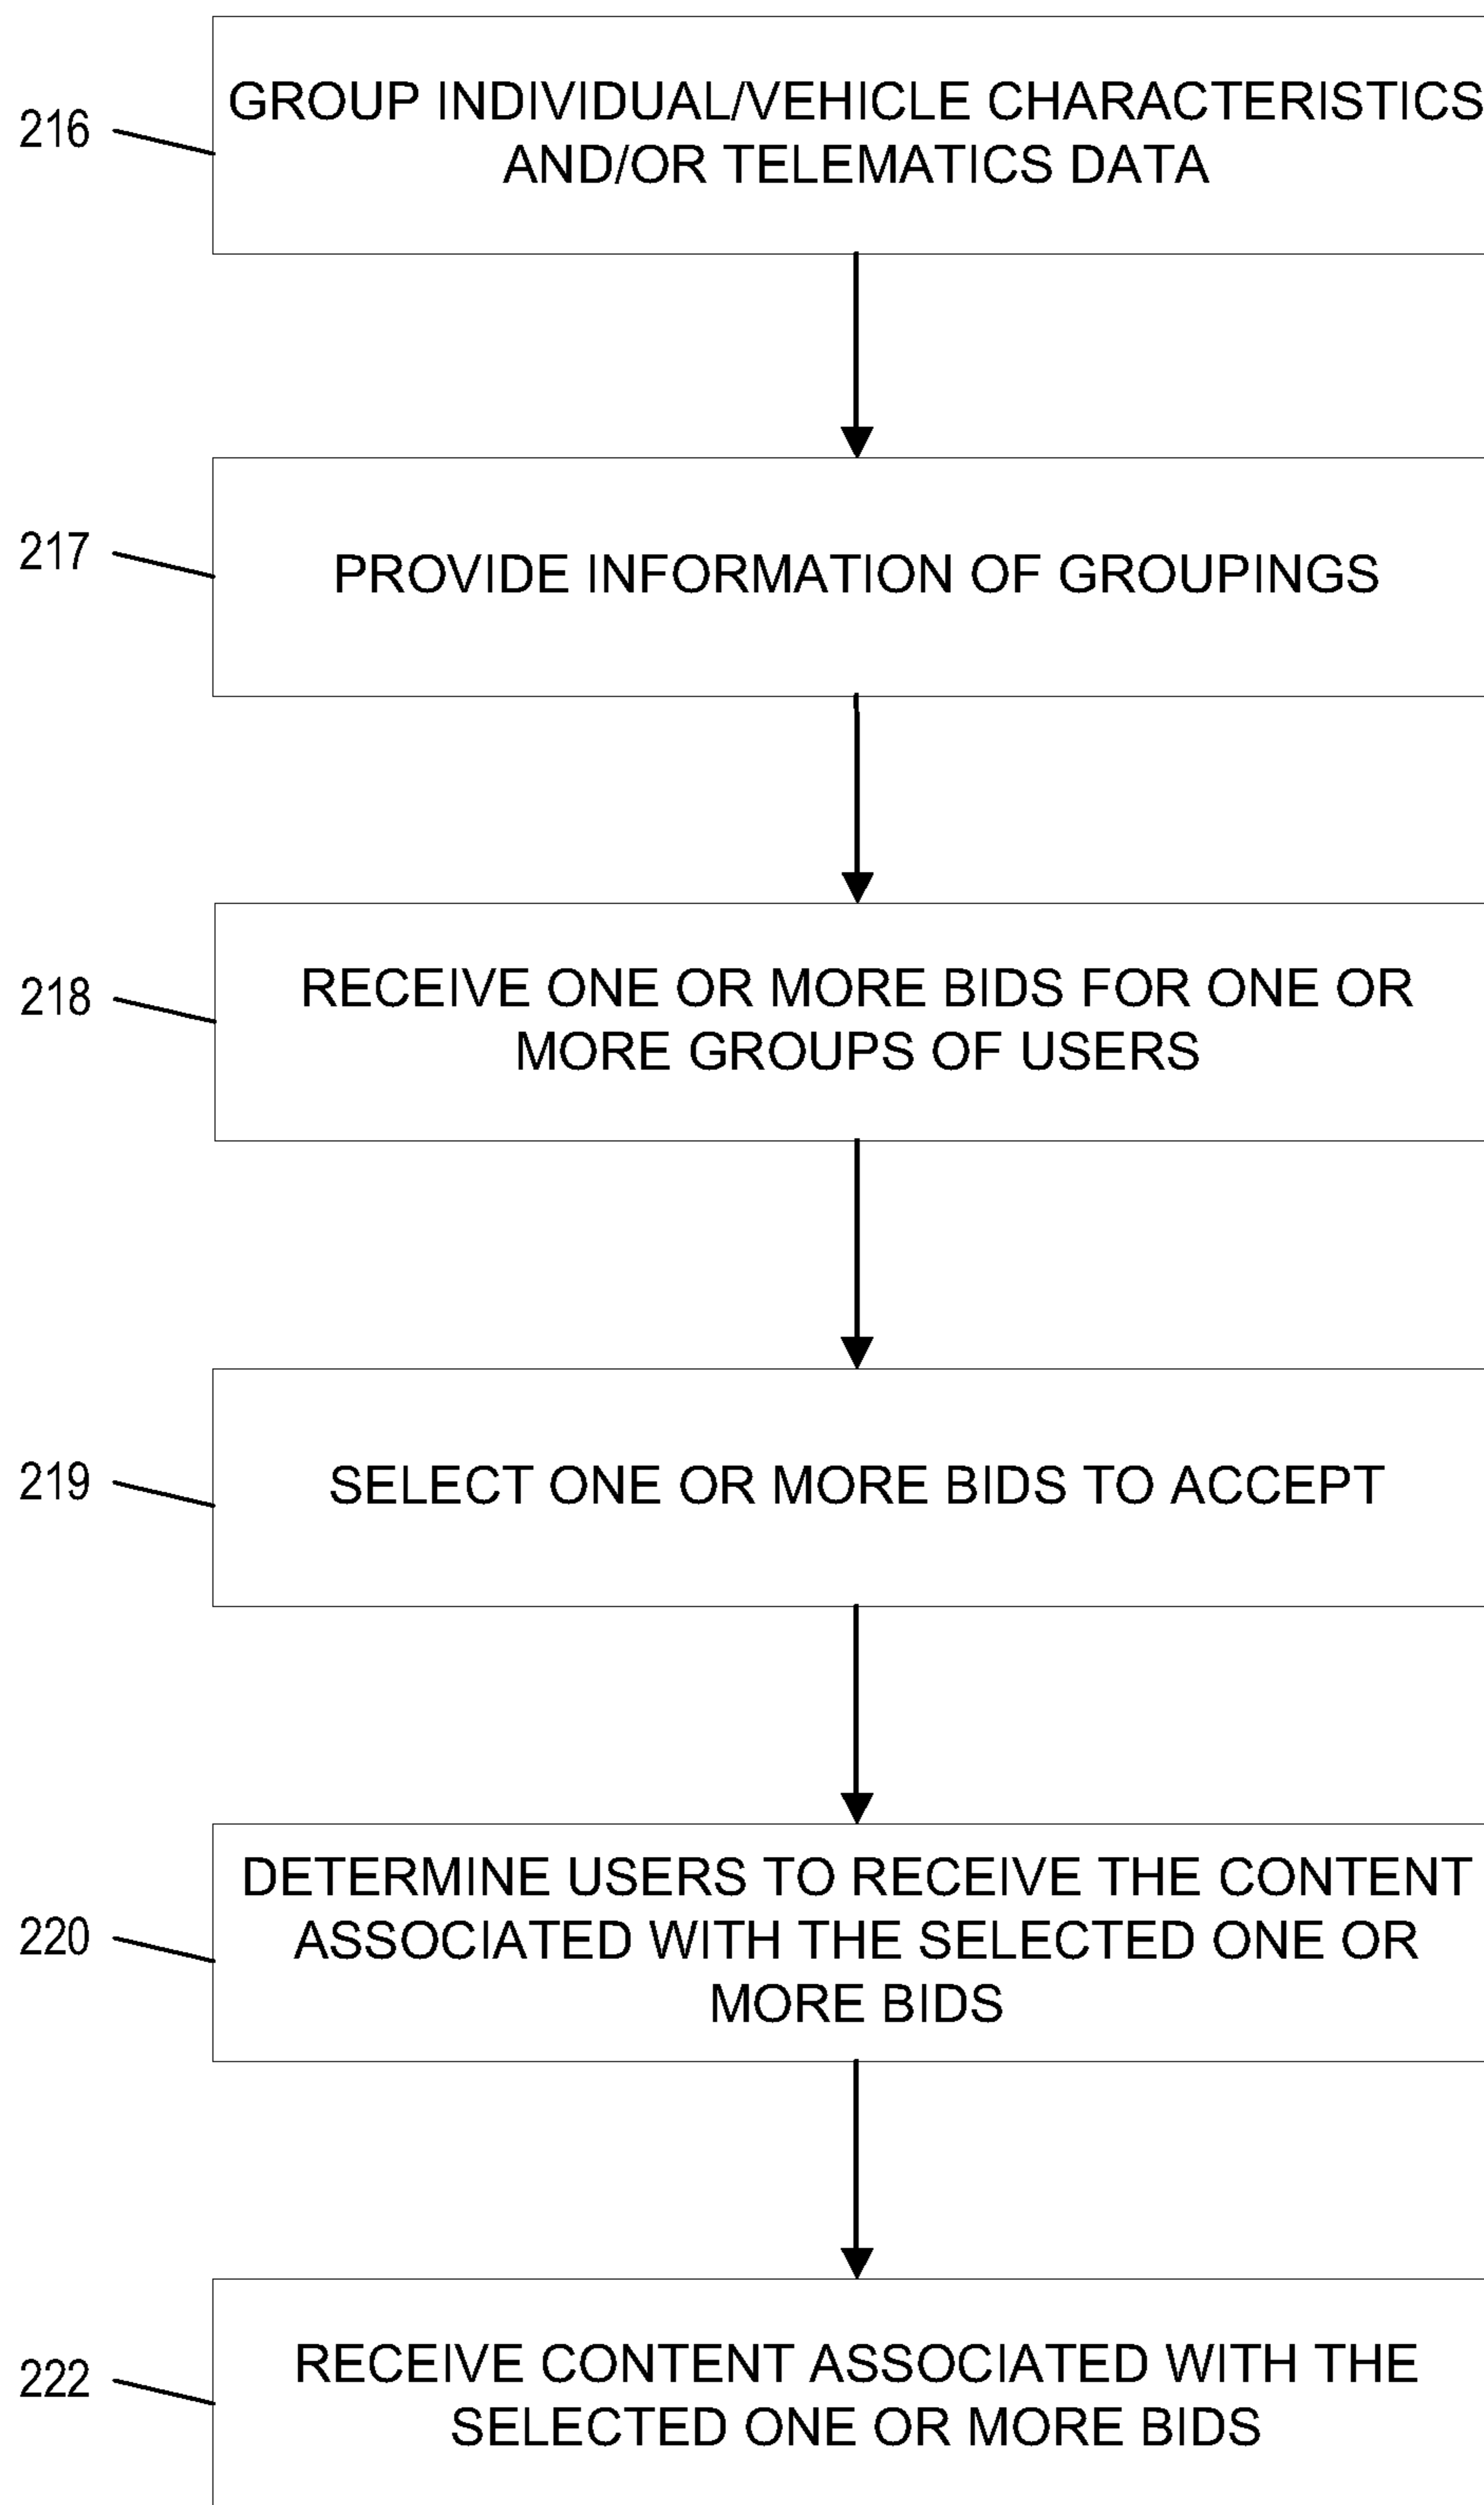 216
GROUP INDIVIDUAL/VEHICLE CHARACTERISTICS
AND/OR TELEMATICS DATA
217
PROVIDE INFORMATION OF GROUPINGS
218
RECEIVE ONE OR MORE BIDS FOR ONE OR
MORE GROUPS OF USERS
219
SELECT ONE OR MORE BIDS TO ACCEPT
220
DETERMINE USERS TO RECEIVE THE CONTENT
ASSOCIATED WITH THE SELECTED ONE OR
MORE BIDS
222
RECEIVE CONTENT ASSOCIATED WITH THE
SELECTED ONE OR MORE BIDS